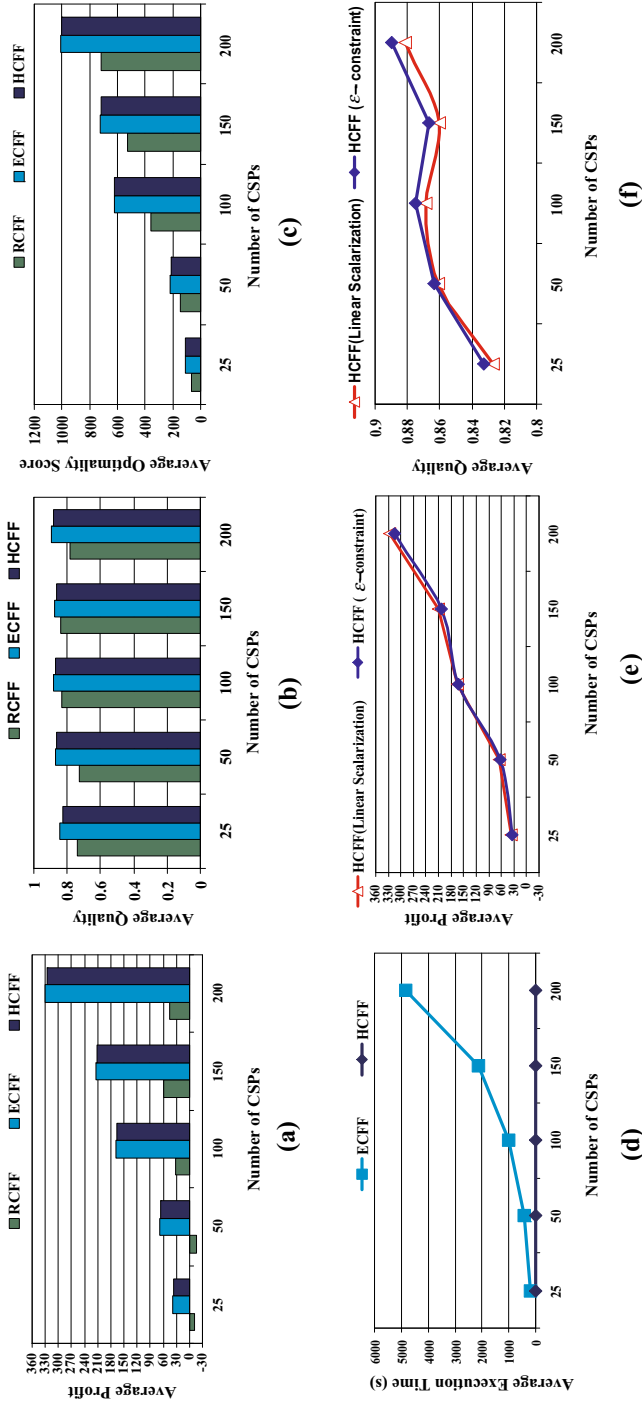 RCFF ECFF HCFF
Average Profit
360
330
300
270
240
210
180
150
120
90
60
30
0
-30
25 50 100 150 200
Number of CSPs
(a)
RCFF ECFF HCFF
Average Quality
1
0.8
0.6
0.4
0.2
0
25 50 100 150 200
Number of CSPs
(b)
RCFF ECFF HCFF
Average Optimality Score
1200
1000
800
600
400
200
0
25 50 100 150 200
Number of CSPs
(c)
ECFF HCFF
Average Execution Time (s)
6000
5000
4000
3000
2000
1000
0
25 50 100 150 200
Number of CSPs
(d)
HCFF(Linear Scalarization) HCFF ( ε-constraint)
Average Profit
360
330
300
270
240
210
180
150
120
90
60
30
0
-30
25 50 100 150 200
Number of CSPs
(e)
HCFF(Linear Scalarization) HCFF (ε- constraint)
Average Quality
0.9
0.88
0.86
0.84
0.82
0.8
25 50 100 150 200
Number of CSPs
(f)